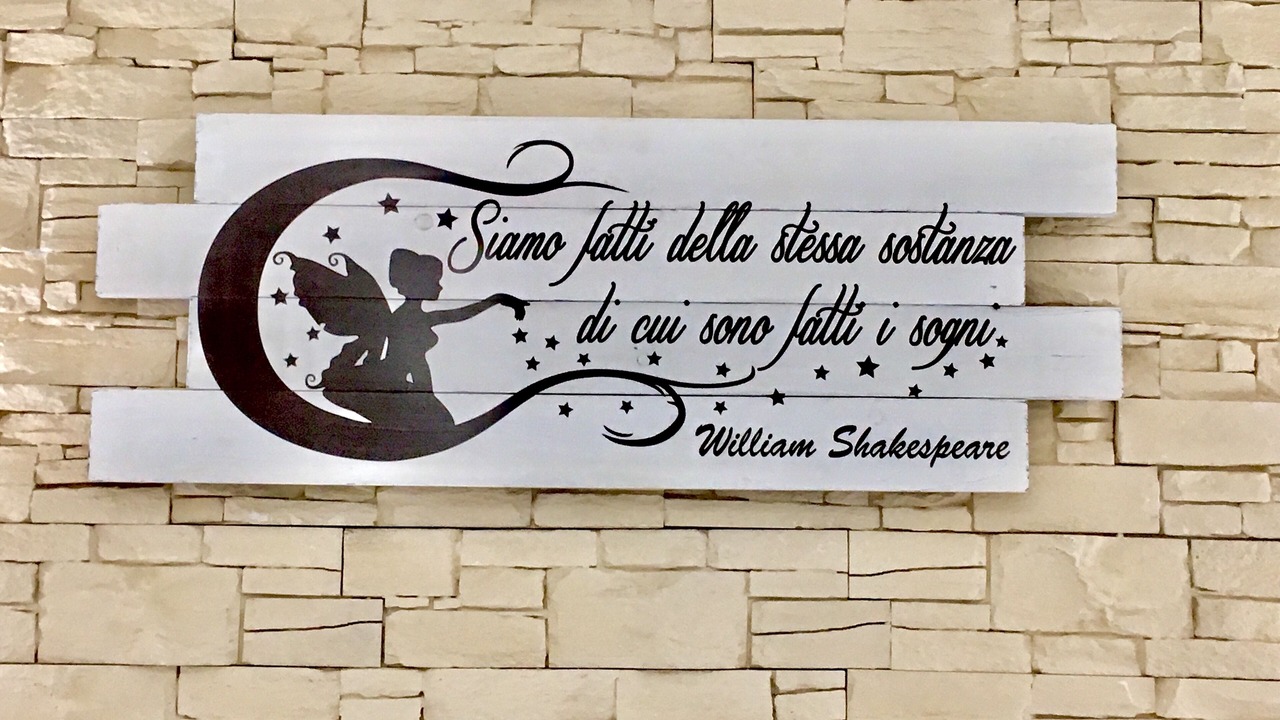 Siamo fatti della stessa sostanza
di cui sono fatti i sogni.
William Shakespeare